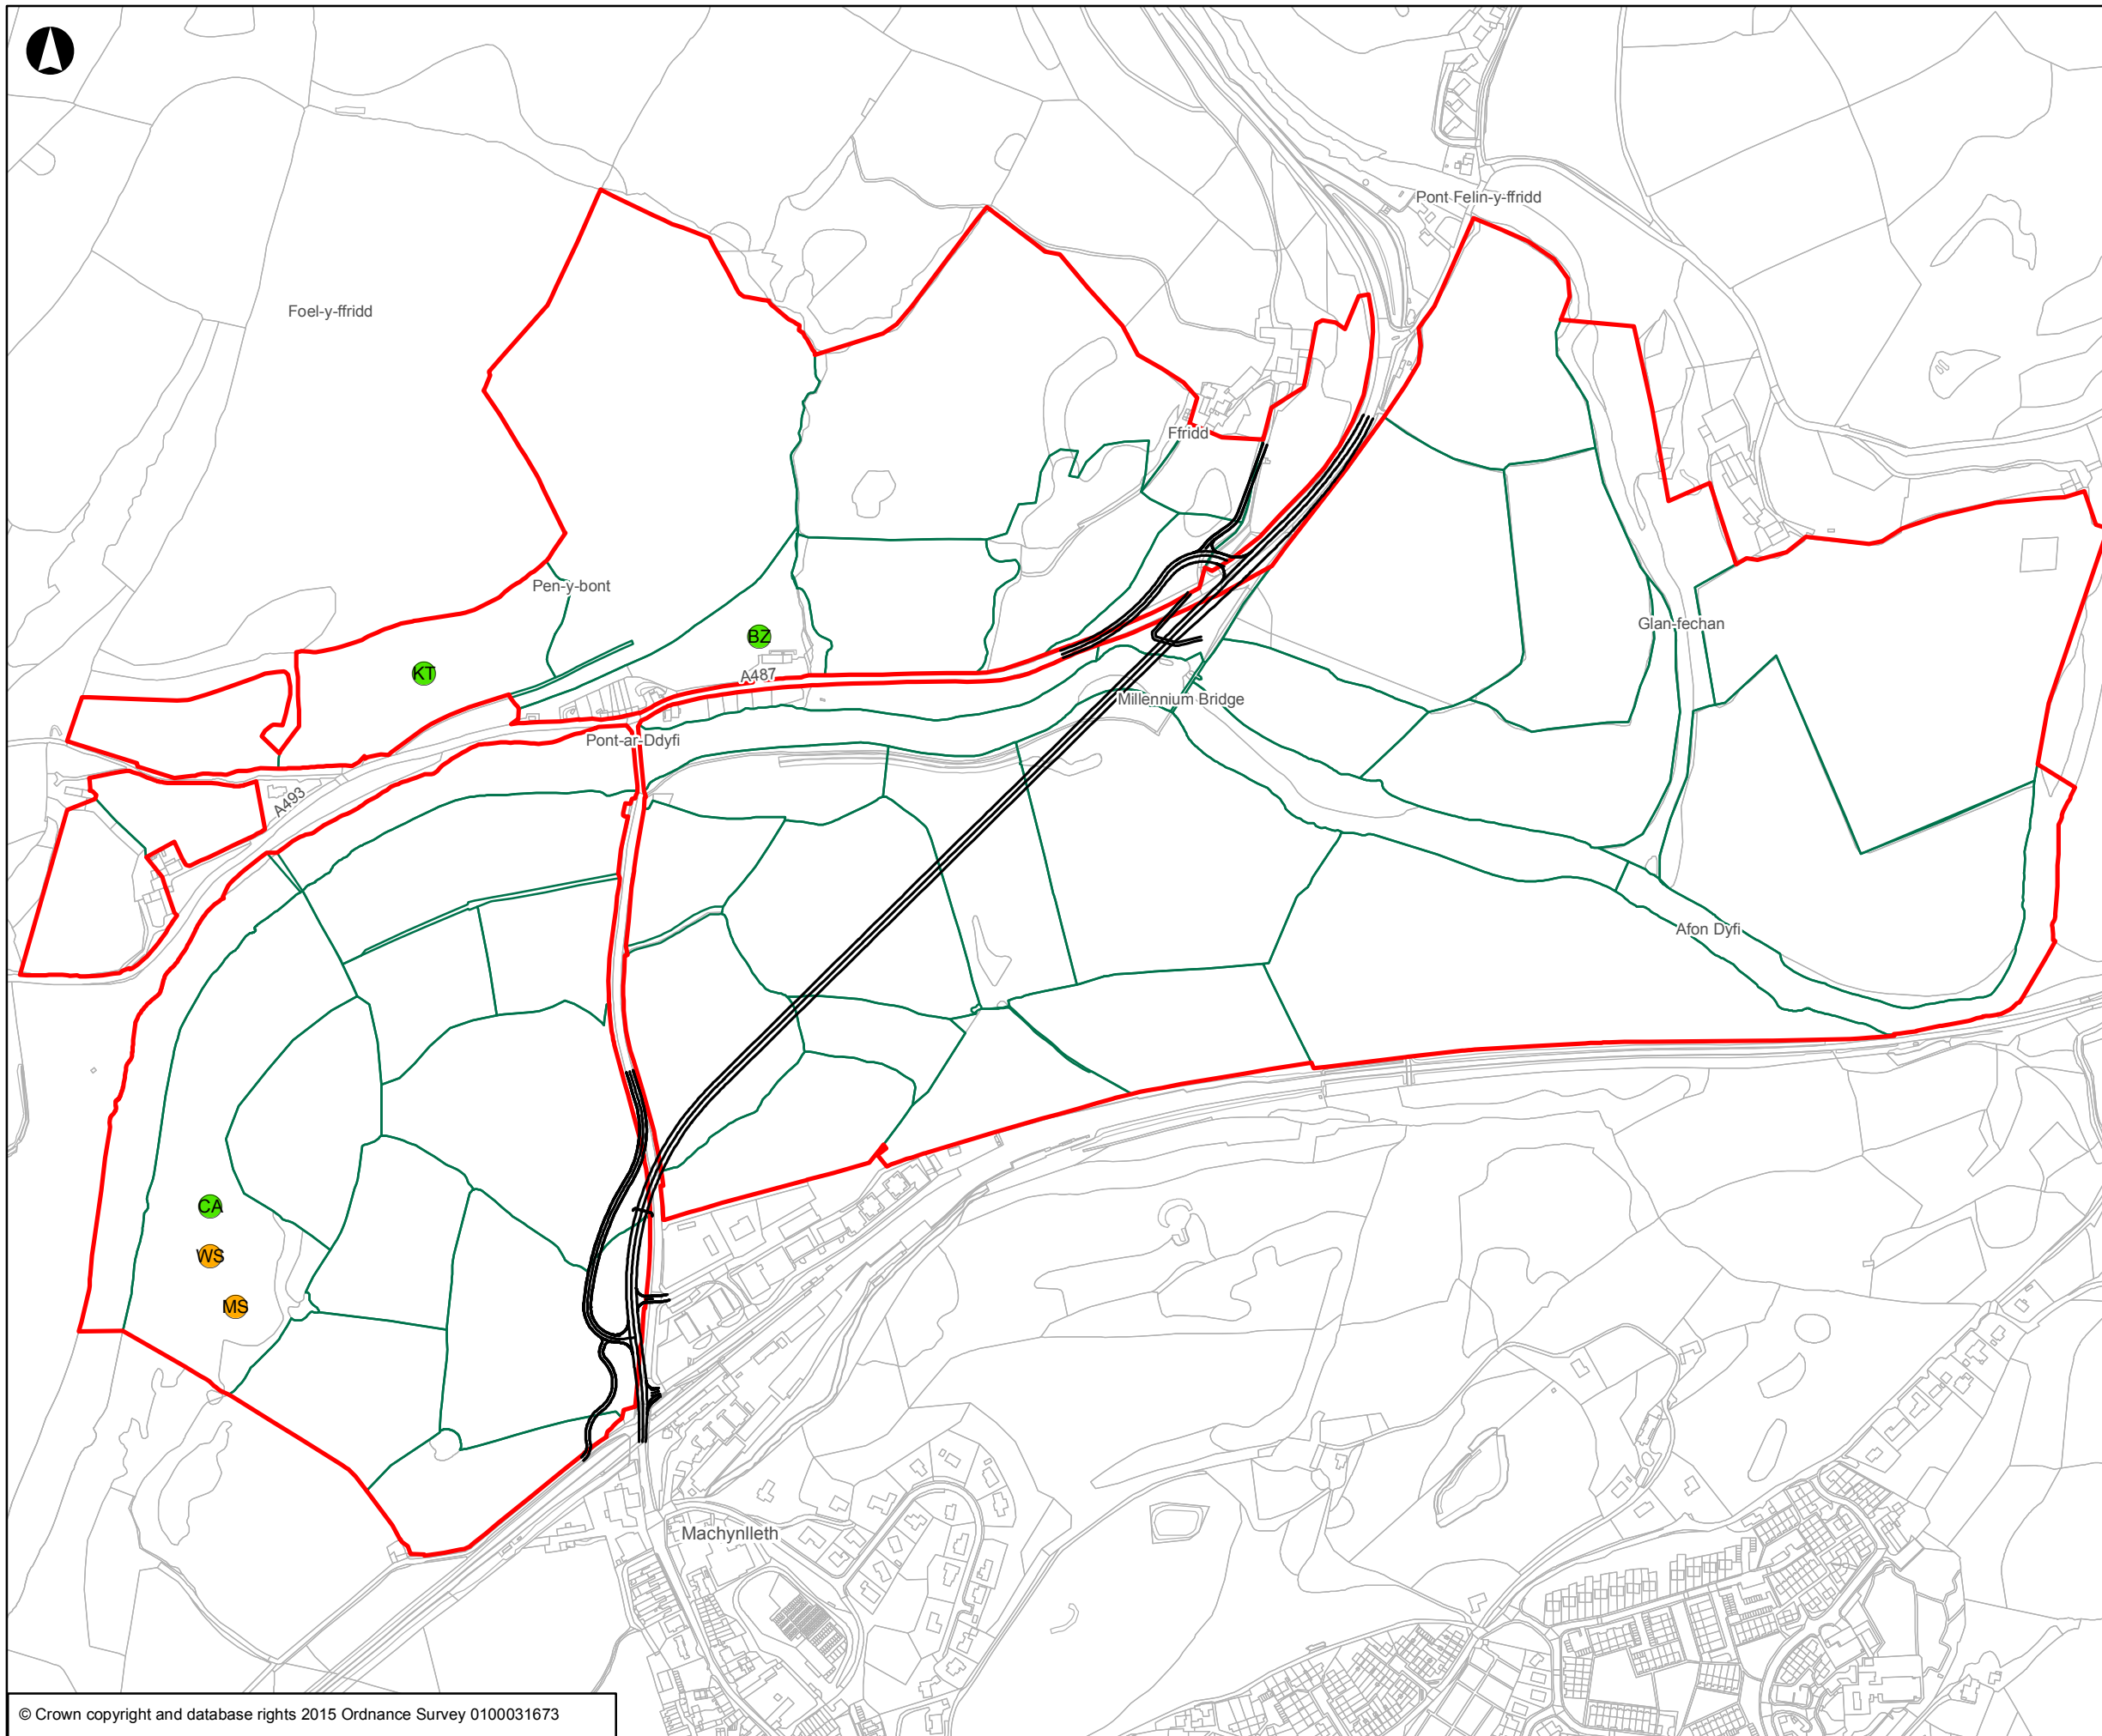 Pont Felin-y-ffridd
Foel-y-ffridd
Ffridd
Pen-y-bont
Glan-fechan
BZ
KT
A487
Millennium Bridge
Pont-ar-Ddyfi
A493
Afon Dyfi
CA
WS
MS
Machynlleth
© Crown copyright and database rights 2015 Ordnance Survey 0100031673